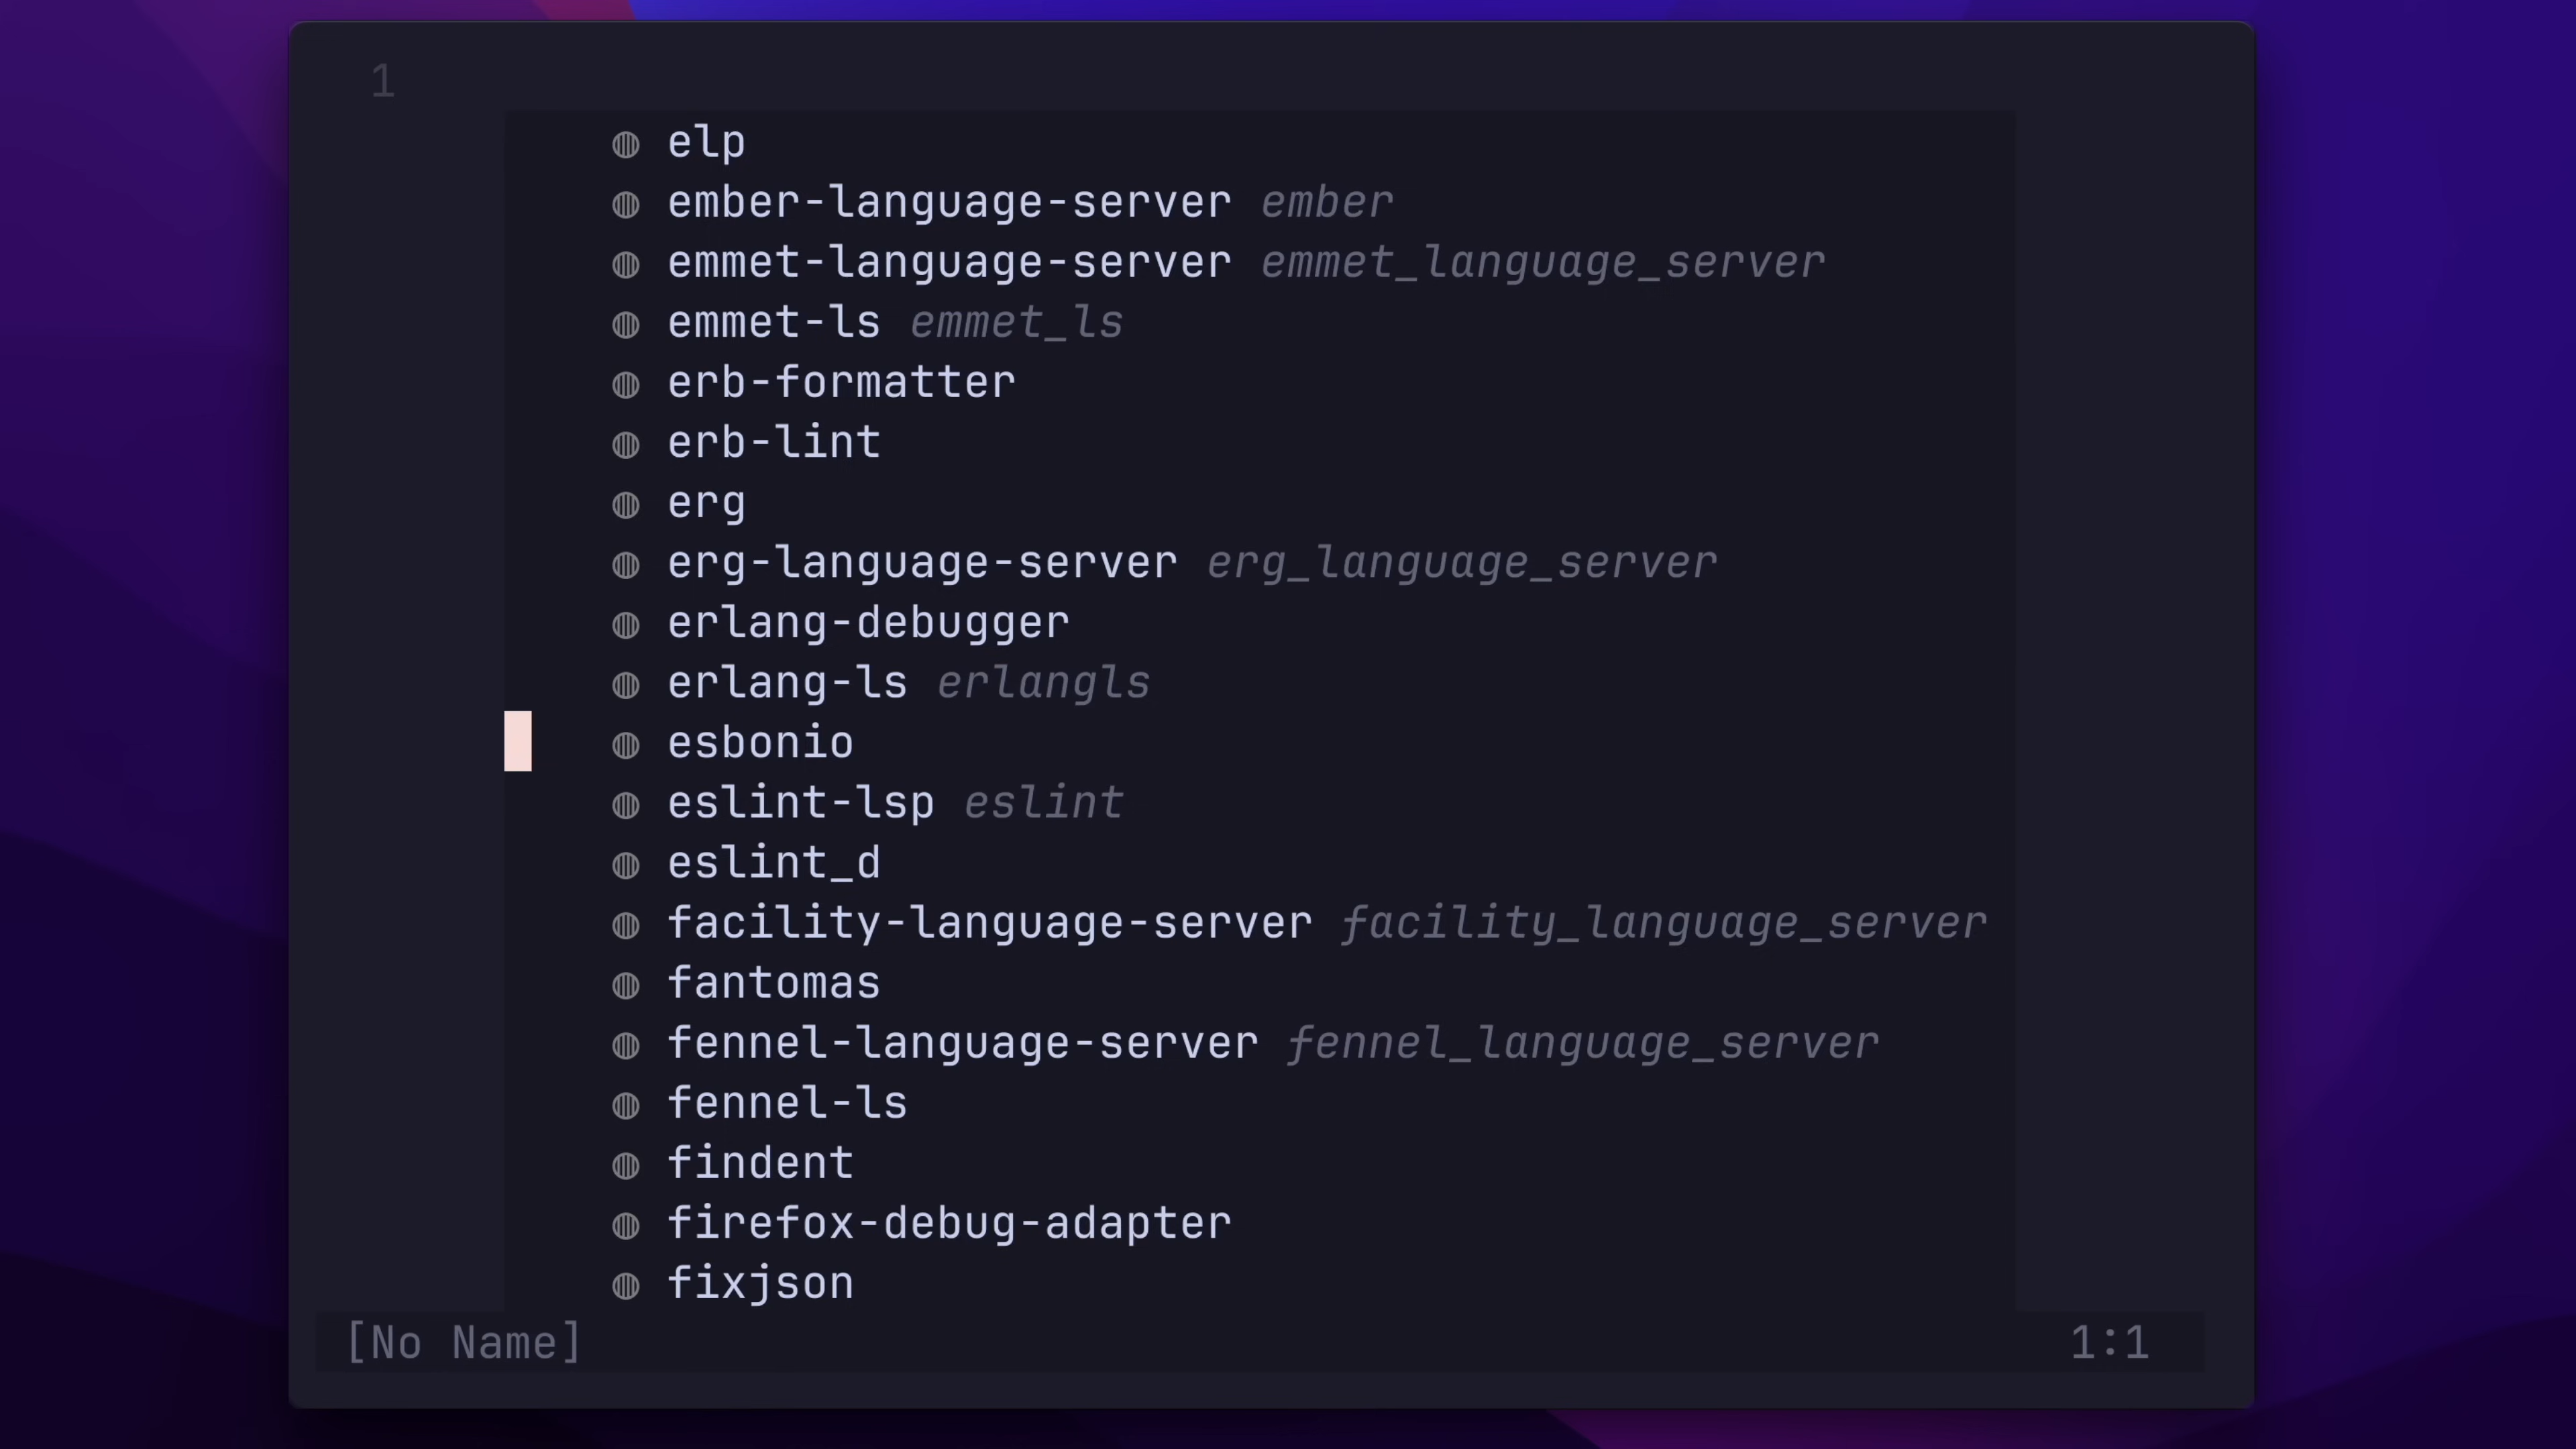 1
elp
ember-language-server ember
emmet-language-server emmet_language_server
emmet-ls emmet_ls
erb-formatter
erb-lint
erg
erg-language-server erg_language_server
erlang-debugger
erlang-ls erlangls
esbonio
eslint-lsp eslint
eslint_d
facility-language-server facility_language_server
fantomas
fennel-language-server fennel_language_server
fennel-ls
findent
firefox-debug-adapter
fixjson
[No Name] 1:1